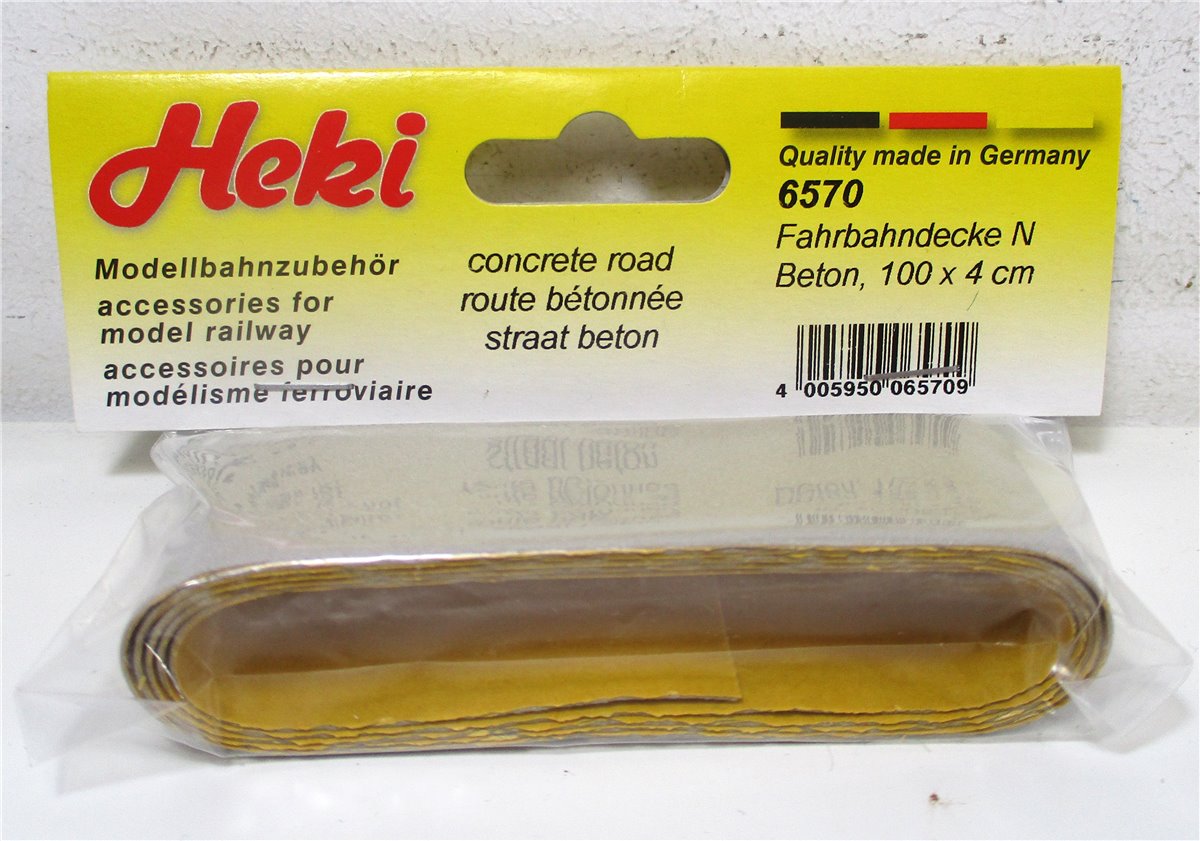 Heki
Modellbahnzubehör
accessories for
model railway
accessoires pour
modélisme ferroviaire
concrete road
route bétonnée
straat beton
Quality made in Germany
6570
Fahrbahndecke N
Beton, 100 x 4 cm
4 005950 065709